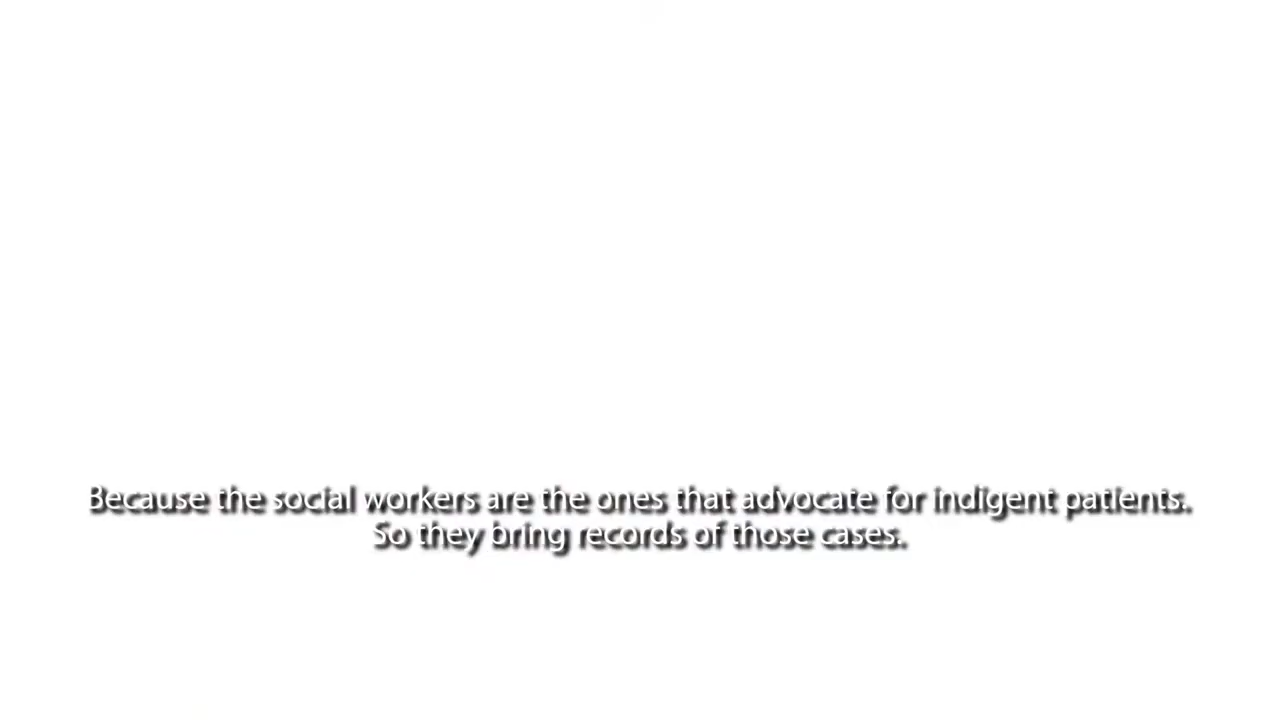 Because the social workers are the ones that advocate for indigent patients.
So they bring records of those cases.